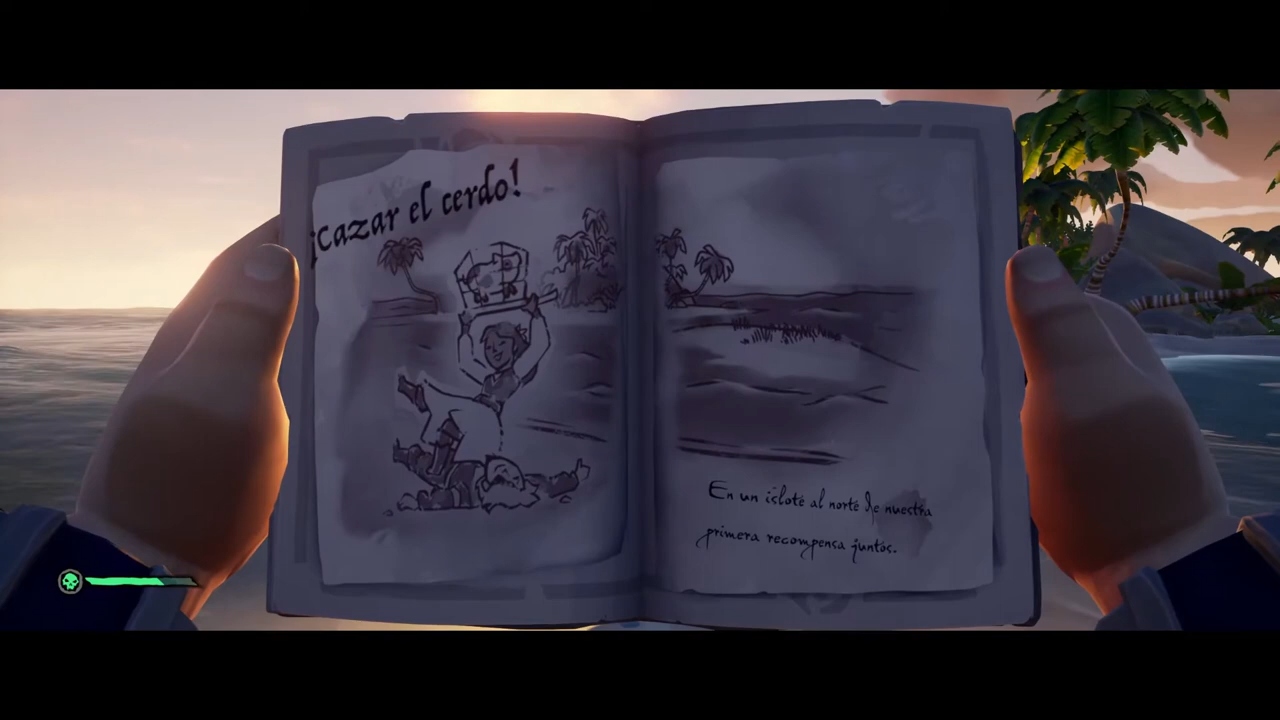 ¡cazar el cerdo!
En un islote al norte de nuestra
primera recompensa juntos.